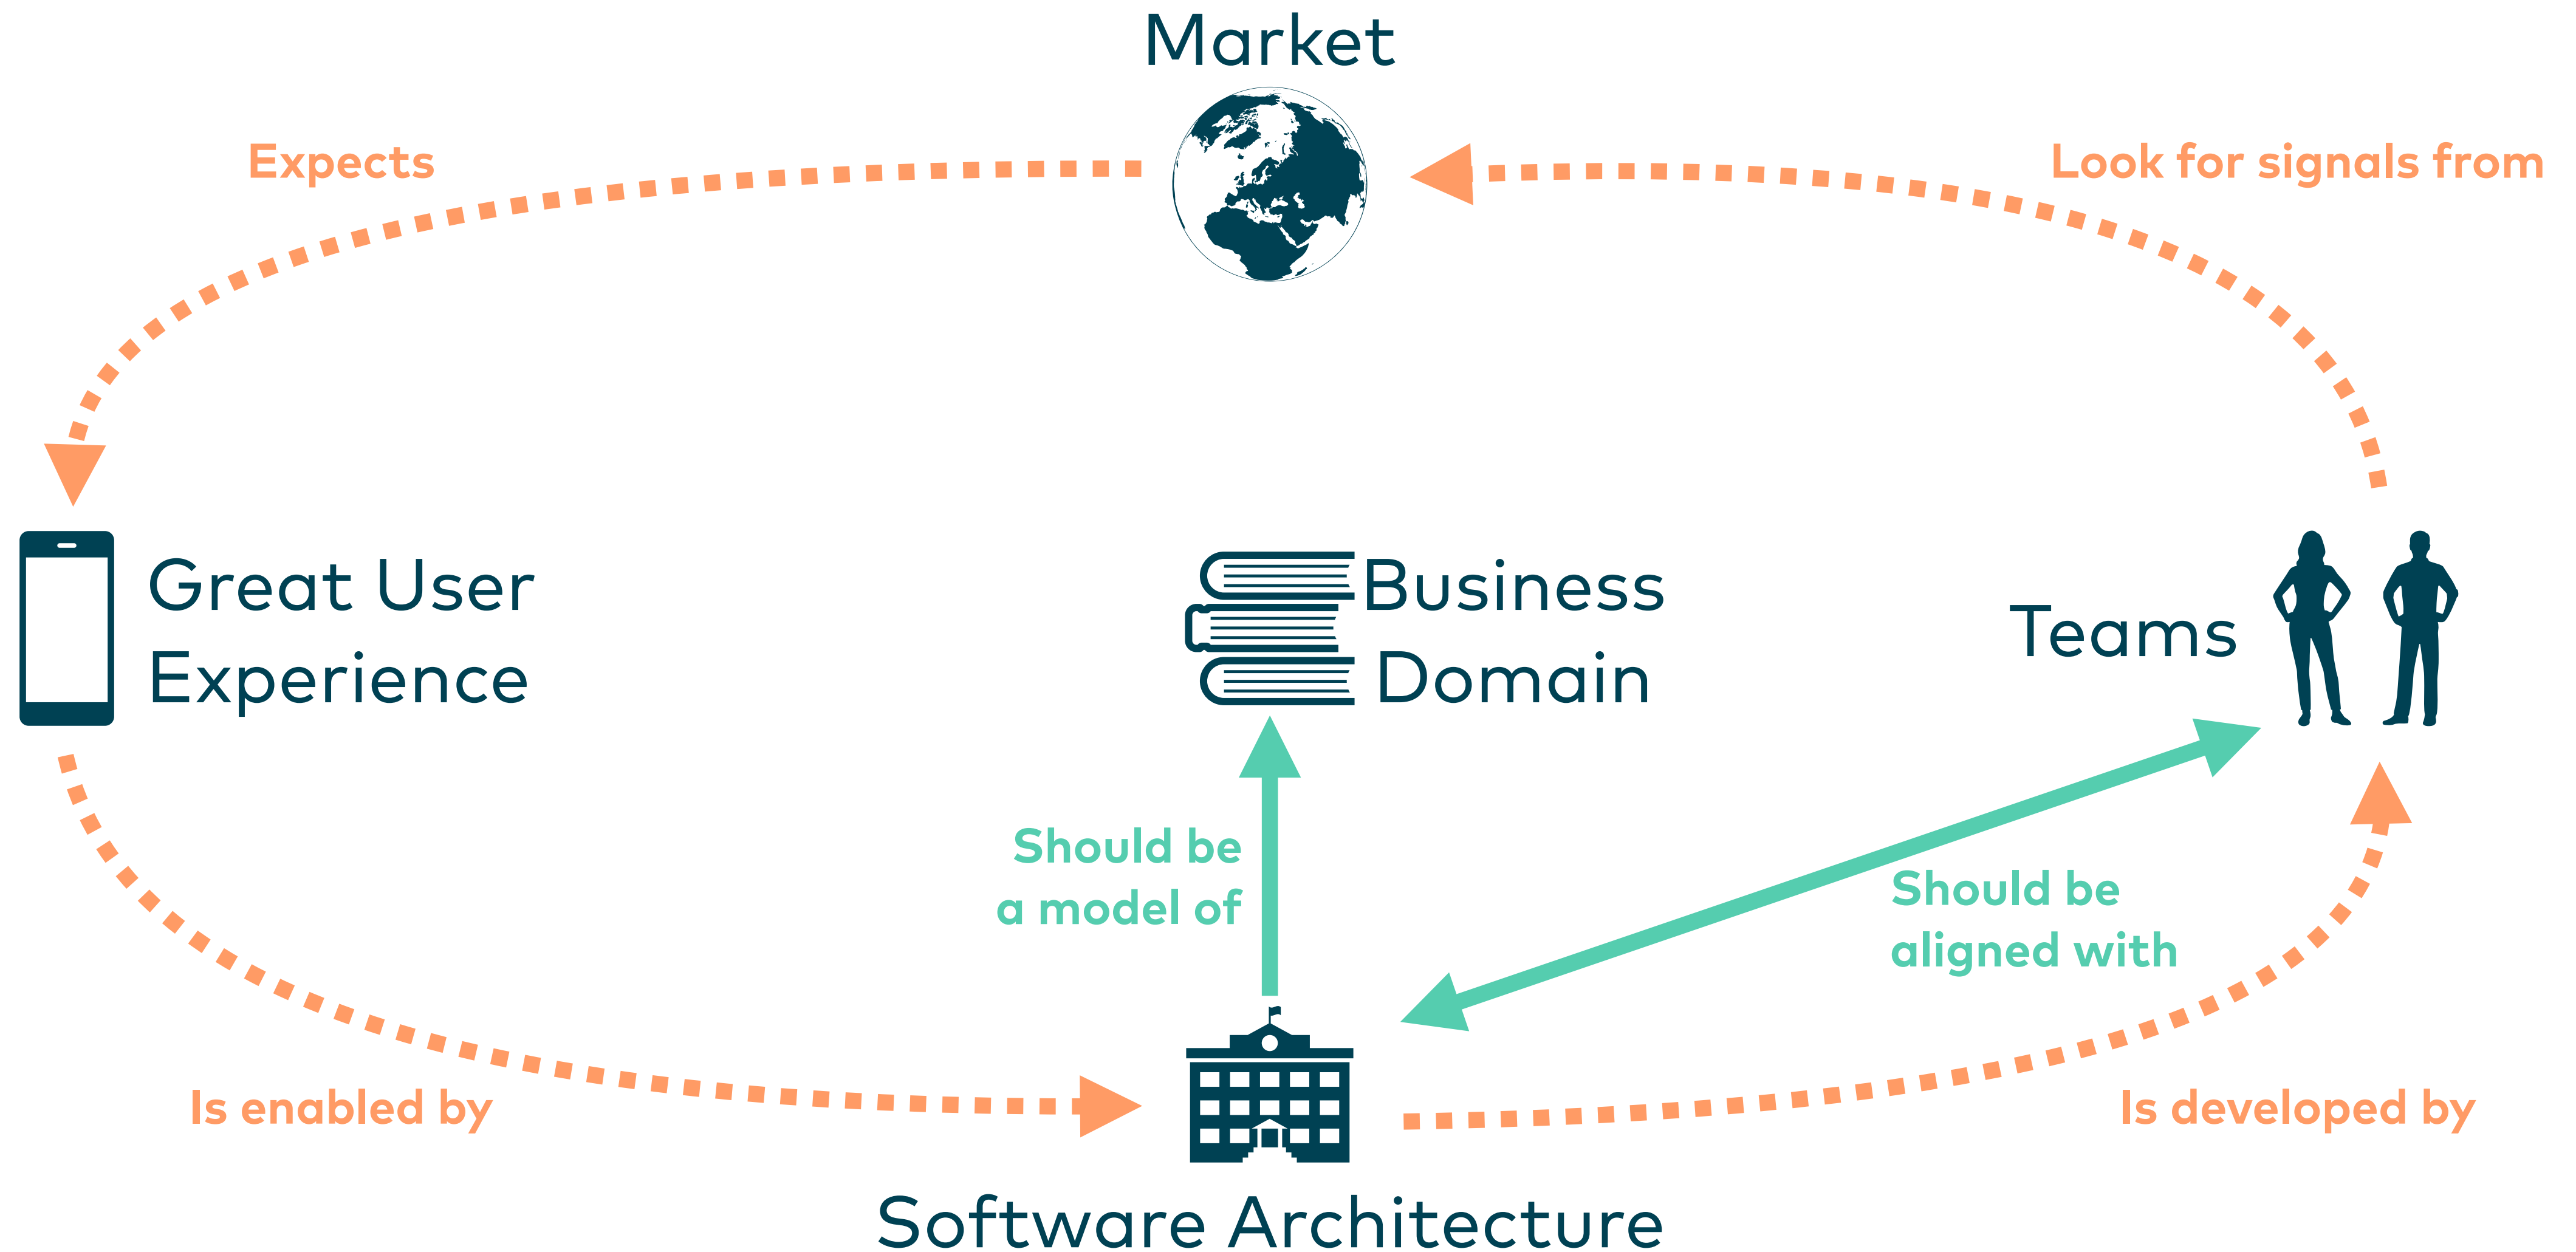 Market
Expects
Look for signals from
Great User
Experience
Business
Domain
Teams
Should be
a model of
Should be
aligned with
Is enabled by
Is developed by
Software Architecture